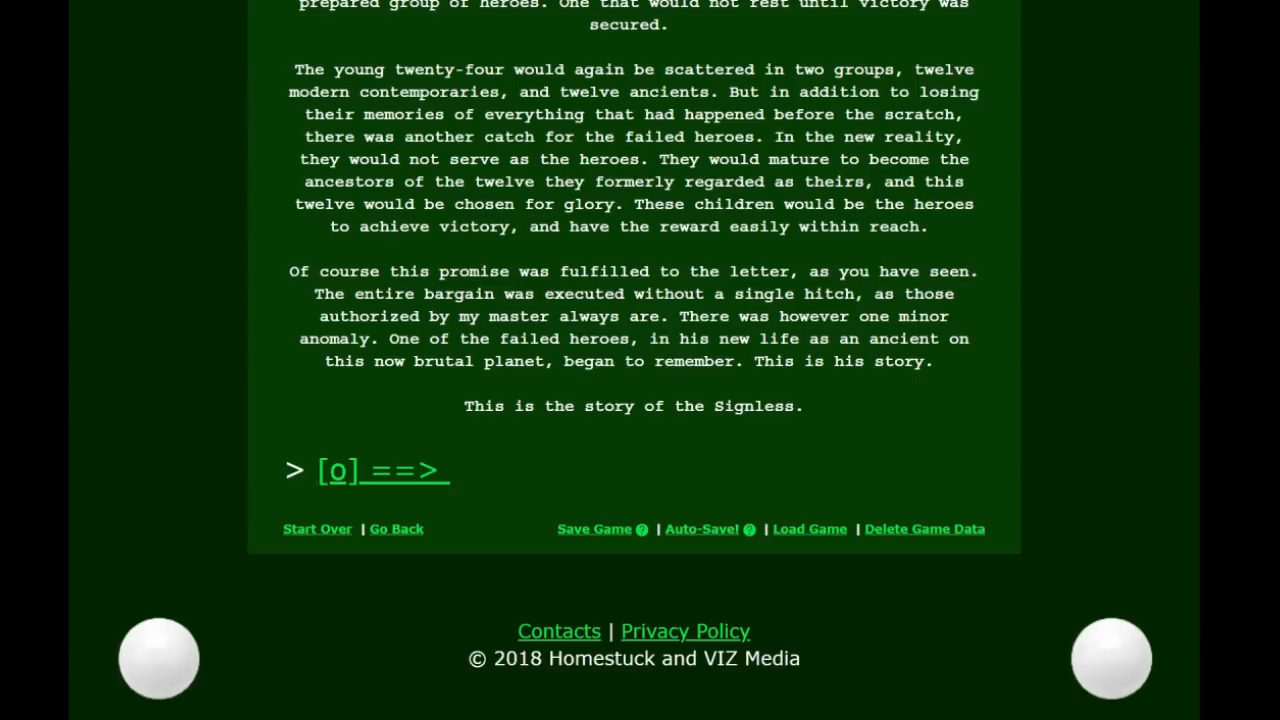 prepared group of heroes. One that would not rest until victory was
secured.
The young twenty-four would again be scattered in two groups, twelve
modern contemporaries, and twelve ancients. But in addition to losing
their memories of everything that had happened before the scratch,
there was another catch for the failed heroes. In the new reality,
they would not serve as the heroes. They would mature to become the
ancestors of the twelve they formerly regarded as theirs, and this
twelve would be chosen for glory. These children would be the heroes
to achieve victory, and have the reward easily within reach.
Of course this promise was fulfilled to the letter, as you have seen.
The entire bargain was executed without a single hitch, as those
authorized by my master always are. There was however one minor
anomaly. One of the failed heroes, in his new life as an ancient on
this now brutal planet, began to remember. This is his story.
This is the story of the Signless.
> [o] ==>
Start Over | Go Back Save Game ? | Auto-Save! ? | Load Game | Delete Game Data
Contacts | Privacy Policy
© 2018 Homestuck and VIZ Media